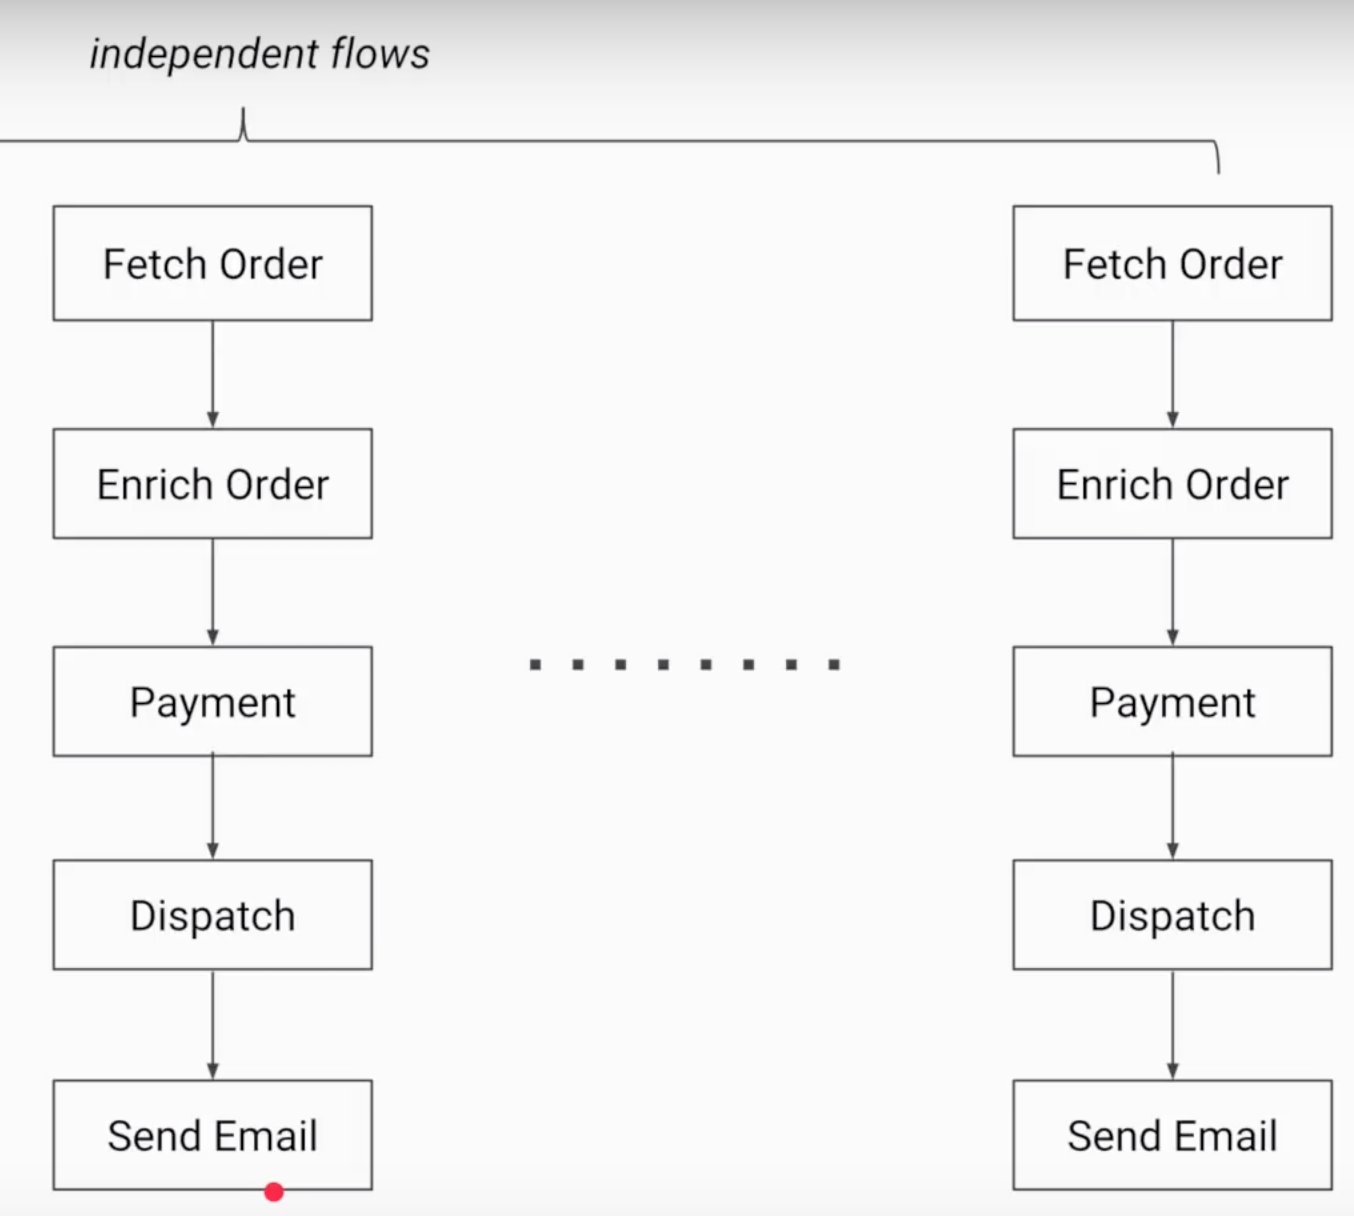 independent flows
Fetch Order
Enrich Order
Payment
Dispatch
Send Email
Fetch Order
Enrich Order
Payment
Dispatch
Send Email